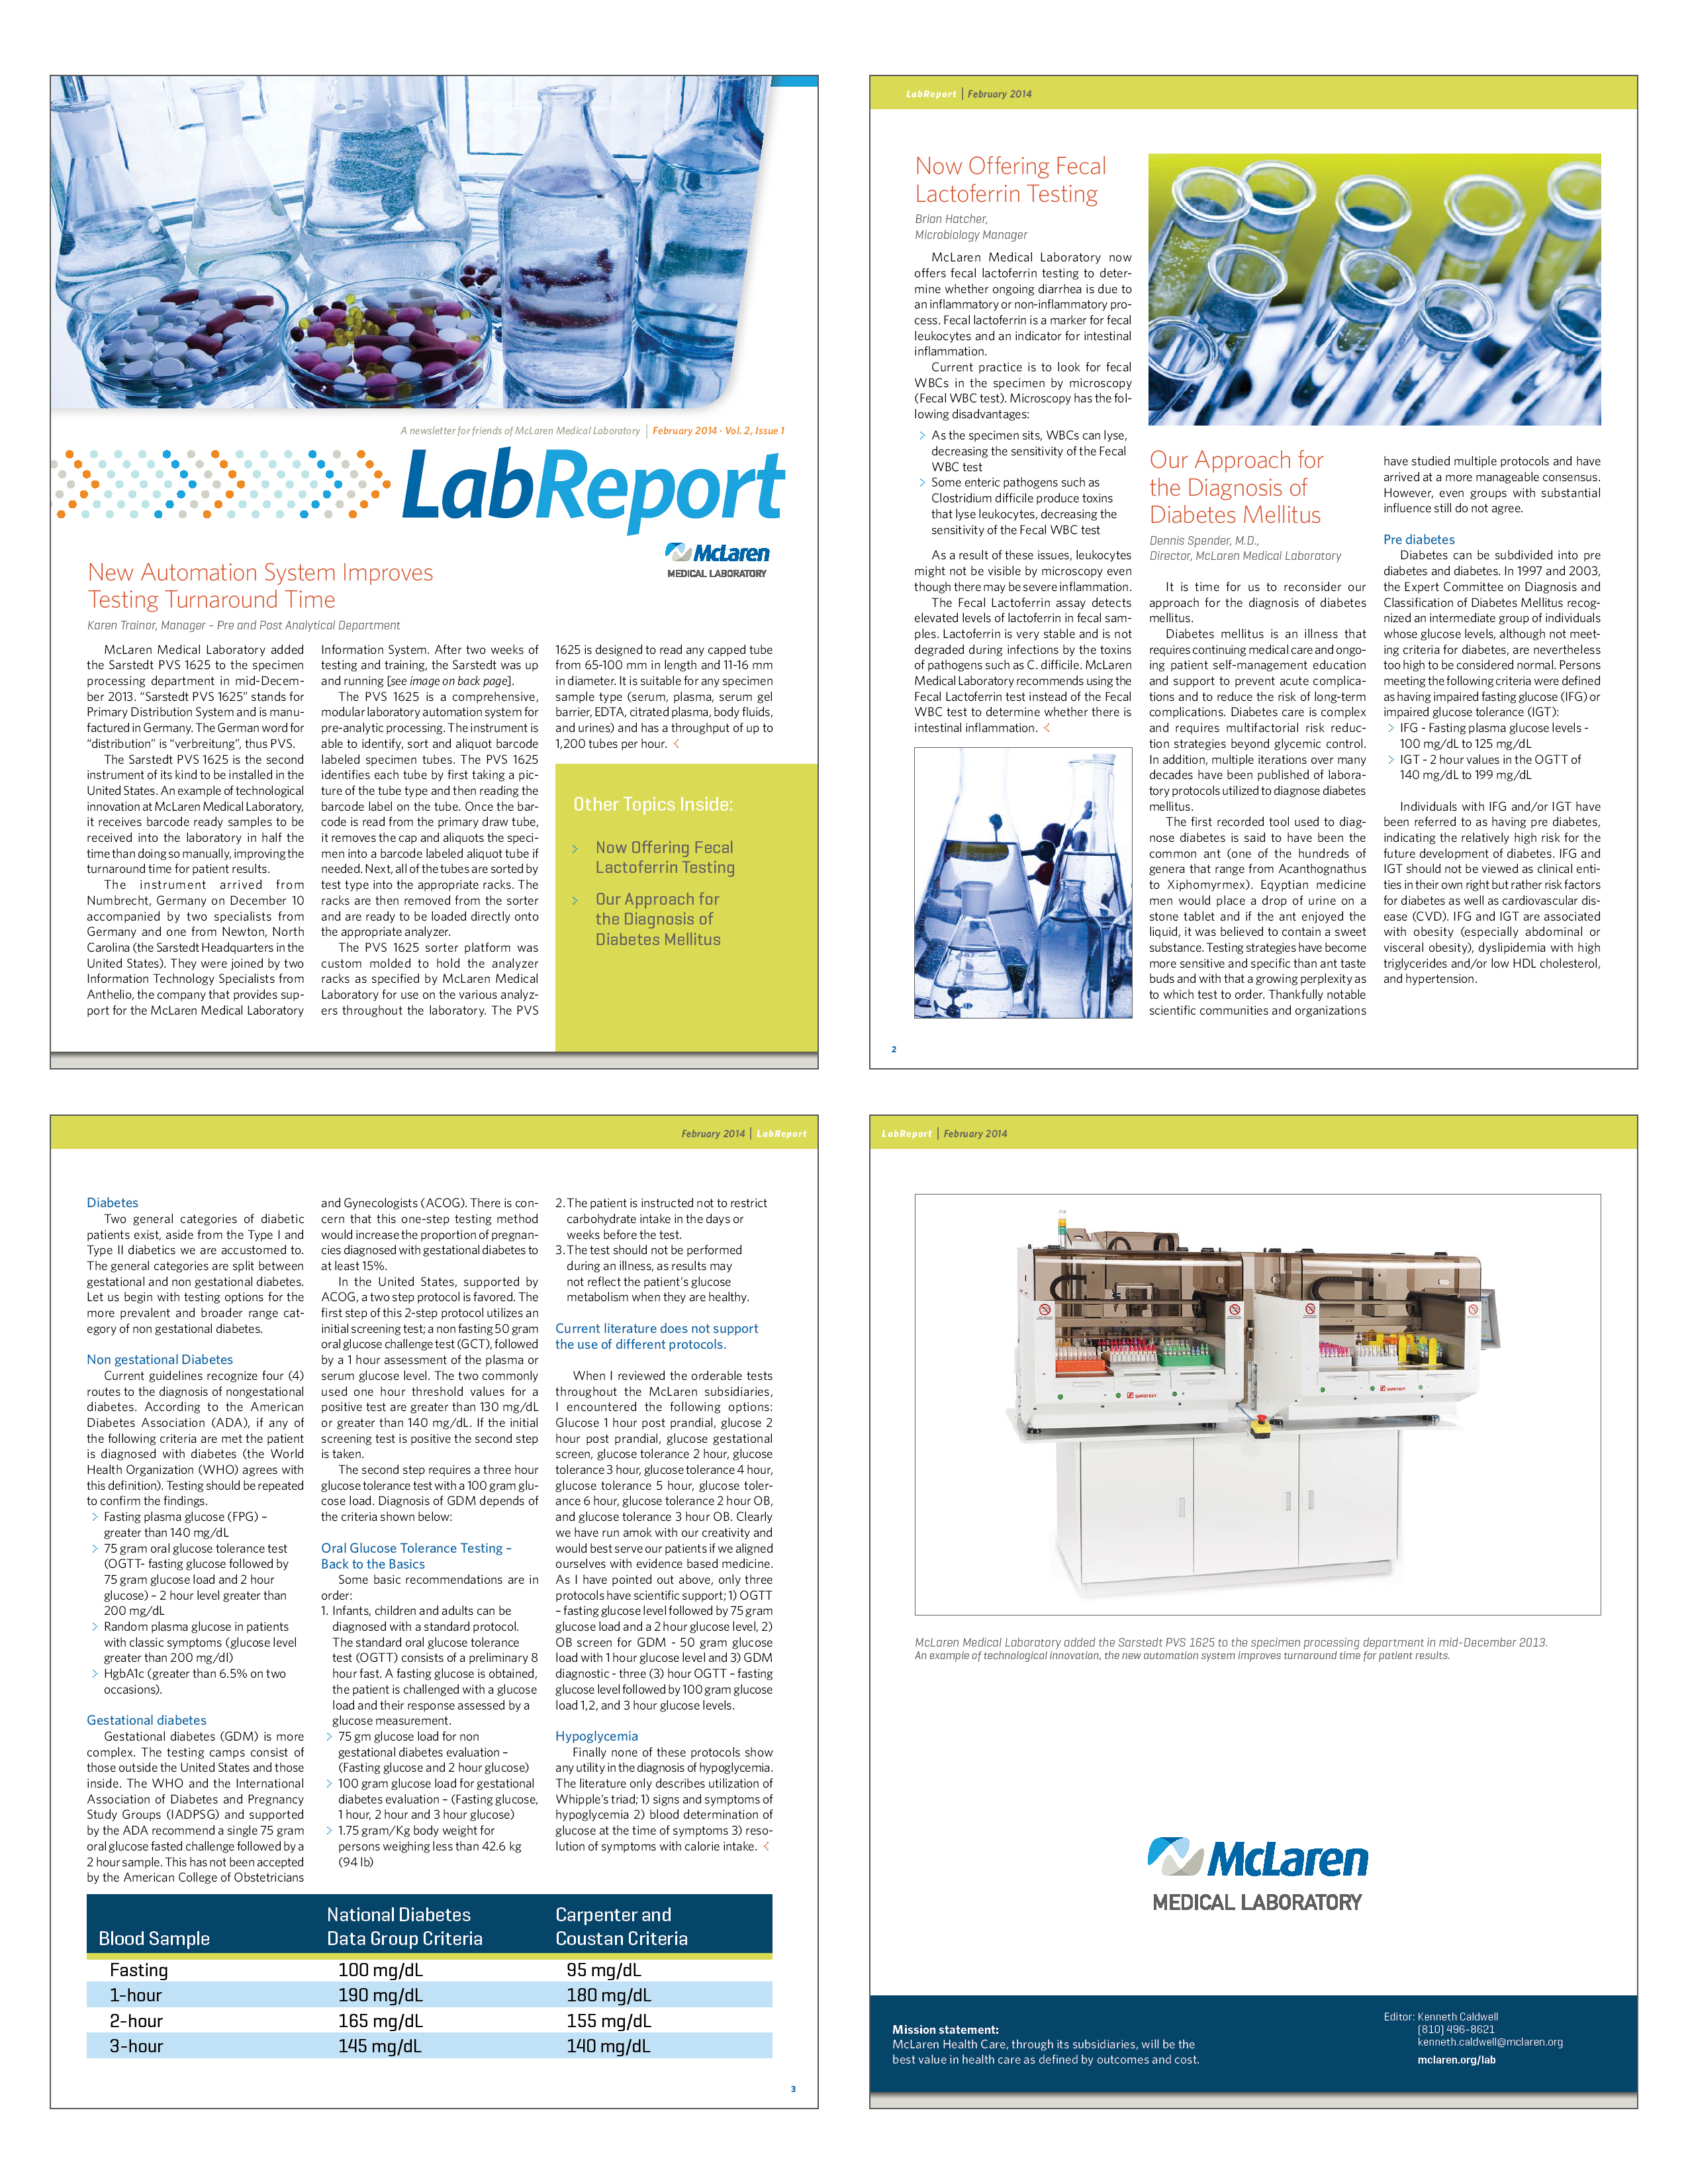 A newsletter for friends of McLaren Medical Laboratory | February 2014 · Vol. 2, Issue 1
LabReport
McLaren
MEDICAL LABORATORY
New Automation System Improves
Testing Turnaround Time
Karen Trainor, Manager - Pre and Post Analytical Department
McLaren Medical Laboratory added
the Sarstedt PVS 1625 to the specimen
processing department in mid-Decem-
ber 2013. “Sarstedt PVS 1625” stands for
Primary Distribution System and is manu-
factured in Germany. The German word for
“distribution” is “verbreitung”, thus PVS.
The Sarstedt PVS 1625 is the second
instrument of its kind to be installed in the
United States. An example of technological
innovation at McLaren Medical Laboratory,
it receives barcode ready samples to be
received into the laboratory in half the
time than doing so manually, improving the
turnaround time for patient results.
The instrument arrived from
Numbrecht, Germany on December 10
accompanied by two specialists from
Germany and one from Newton, North
Carolina (the Sarstedt Headquarters in the
United States). They were joined by two
Information Technology Specialists from
Anthelio, the company that provides sup-
port for the McLaren Medical Laboratory
Information System. After two weeks of
testing and training, the Sarstedt was up
and running [see image on back page].
The PVS 1625 is a comprehensive,
modular laboratory automation system for
pre-analytic processing. The instrument is
able to identify, sort and aliquot barcode
labeled specimen tubes. The PVS 1625
identifies each tube by first taking a pic-
ture of the tube type and then reading the
barcode label on the tube. Once the bar-
code is read from the primary draw tube,
it removes the cap and aliquots the speci-
men into a barcode labeled aliquot tube if
needed. Next, all of the tubes are sorted by
test type into the appropriate racks. The
racks are then removed from the sorter
and are ready to be loaded directly onto
the appropriate analyzer.
The PVS 1625 sorter platform was
custom molded to hold the analyzer
racks as specified by McLaren Medical
Laboratory for use on the various analyz-
ers throughout the laboratory. The PVS
1625 is designed to read any capped tube
from 65-100 mm in length and 11-16 mm
in diameter. It is suitable for any specimen
sample type (serum, plasma, serum gel
barrier, EDTA, citrated plasma, body fluids,
and urines) and has a throughput of up to
1,200 tubes per hour.
Other Topics Inside:
> Now Offering Fecal
Lactoferrin Testing
> Our Approach for
the Diagnosis of
Diabetes Mellitus
LabReport | February 2014
Now Offering Fecal
Lactoferrin Testing
Brian Hatcher,
Microbiology Manager
McLaren Medical Laboratory now
offers fecal lactoferrin testing to deter-
mine whether ongoing diarrhea is due to
an inflammatory or non-inflammatory pro-
cess. Fecal lactoferrin is a marker for fecal
leukocytes and an indicator for intestinal
inflammation.
Current practice is to look for fecal
WBCs in the specimen by microscopy
(Fecal WBC test). Microscopy has the fol-
lowing disadvantages:
> As the specimen sits, WBCs can lyse,
decreasing the sensitivity of the Fecal
WBC test
> Some enteric pathogens such as
Clostridium difficile produce toxins
that lyse leukocytes, decreasing the
sensitivity of the Fecal WBC test
As a result of these issues, leukocytes
might not be visible by microscopy even
though there may be severe inflammation.
The Fecal Lactoferrin assay detects
elevated levels of lactoferrin in fecal sam-
ples. Lactoferrin is very stable and is not
degraded during infections by the toxins
of pathogens such as C. difficile. McLaren
Medical Laboratory recommends using the
Fecal Lactoferrin test instead of the Fecal
WBC test to determine whether there is
intestinal inflammation.
Our Approach for
the Diagnosis of
Diabetes Mellitus
Dennis Spender, M.D.,
Director, McLaren Medical Laboratory
It is time for us to reconsider our
approach for the diagnosis of diabetes
mellitus.
Diabetes mellitus is an illness that
requires continuing medical care and ongo-
ing patient self-management education
and support to prevent acute complica-
tions and to reduce the risk of long-term
complications. Diabetes care is complex
and requires multifactorial risk reduc-
tion strategies beyond glycemic control.
In addition, multiple iterations over many
decades have been published of labora-
tory protocols utilized to diagnose diabetes
mellitus.
The first recorded tool used to diag-
nose diabetes is said to have been the
common ant (one of the hundreds of
genera that range from Acanthognathus
to Xiphomyrmex). Eqyptian medicine
men would place a drop of urine on a
stone tablet and if the ant enjoyed the
liquid, it was believed to contain a sweet
substance. Testing strategies have become
more sensitive and specific than ant taste
buds and with that a growing perplexity as
to which test to order. Thankfully notable
scientific communities and organizations
have studied multiple protocols and have
arrived at a more manageable consensus.
However, even groups with substantial
influence still do not agree.
Pre diabetes
Diabetes can be subdivided into pre
diabetes and diabetes. In 1997 and 2003,
the Expert Committee on Diagnosis and
Classification of Diabetes Mellitus recog-
nized an intermediate group of individuals
whose glucose levels, although not meet-
ing criteria for diabetes, are nevertheless
too high to be considered normal. Persons
meeting the following criteria were defined
as having impaired fasting glucose (IFG) or
impaired glucose tolerance (IGT):
> IFG - Fasting plasma glucose levels -
100 mg/dL to 125 mg/dL
> IGT - 2 hour values in the OGTT of
140 mg/dL to 199 mg/dL
Individuals with IFG and/or IGT have
been referred to as having pre diabetes,
indicating the relatively high risk for the
future development of diabetes. IFG and
IGT should not be viewed as clinical enti-
ties in their own right but rather risk factors
for diabetes as well as cardiovascular dis-
ease (CVD). IFG and IGT are associated
with obesity (especially abdominal or
visceral obesity), dyslipidemia with high
triglycerides and/or low HDL cholesterol,
and hypertension.
2
February 2014 | LabReport
Diabetes
Two general categories of diabetic
patients exist, aside from the Type I and
Type II diabetics we are accustomed to.
The general categories are split between
gestational and non gestational diabetes.
Let us begin with testing options for the
more prevalent and broader range cat-
egory of non gestational diabetes.
Non gestational Diabetes
Current guidelines recognize four (4)
routes to the diagnosis of nongestational
diabetes. According to the American
Diabetes Association (ADA), if any of
the following criteria are met the patient
is diagnosed with diabetes (the World
Health Organization (WHO) agrees with
this definition). Testing should be repeated
to confirm the findings.
> Fasting plasma glucose (FPG) –
greater than 140 mg/dL
> 75 gram oral glucose tolerance test
(OGTT- fasting glucose followed by
75 gram glucose load and 2 hour
glucose) – 2 hour level greater than
200 mg/dL
> Random plasma glucose in patients
with classic symptoms (glucose level
greater than 200 mg/dl)
> HgbA1c (greater than 6.5% on two
occasions).
Gestational diabetes
Gestational diabetes (GDM) is more
complex. The testing camps consist of
those outside the United States and those
inside. The WHO and the International
Association of Diabetes and Pregnancy
Study Groups (IADPSG) and supported
by the ADA recommend a single 75 gram
oral glucose fasted challenge followed by a
2 hour sample. This has not been accepted
by the American College of Obstetricians
and Gynecologists (ACOG). There is con-
cern that this one-step testing method
would increase the proportion of pregnan-
cies diagnosed with gestational diabetes to
at least 15%.
In the United States, supported by
ACOG, a two step protocol is favored. The
first step of this 2-step protocol utilizes an
initial screening test; a non fasting 50 gram
oral glucose challenge test (GCT), followed
by a 1 hour assessment of the plasma or
serum glucose level. The two commonly
used one hour threshold values for a
positive test are greater than 130 mg/dL
or greater than 140 mg/dL. If the initial
screening test is positive the second step
is taken.
The second step requires a three hour
glucose tolerance test with a 100 gram glu-
cose load. Diagnosis of GDM depends of
the criteria shown below:
Oral Glucose Tolerance Testing –
Back to the Basics
Some basic recommendations are in
order:
1. Infants, children and adults can be
diagnosed with a standard protocol.
The standard oral glucose tolerance
test (OGTT) consists of a preliminary 8
hour fast. A fasting glucose is obtained,
the patient is challenged with a glucose
load and their response assessed by a
glucose measurement.
> 75 gm glucose load for non
gestational diabetes evaluation –
(Fasting glucose and 2 hour glucose)
> 100 gram glucose load for gestational
diabetes evaluation – (Fasting glucose,
1 hour, 2 hour and 3 hour glucose)
> 1.75 gram/Kg body weight for
persons weighing less than 42.6 kg
(94 lb)
2. The patient is instructed not to restrict
carbohydrate intake in the days or
weeks before the test.
3. The test should not be performed
during an illness, as results may
not reflect the patient’s glucose
metabolism when they are healthy.
Current literature does not support
the use of different protocols.
When I reviewed the orderable tests
throughout the McLaren subsidiaries,
I encountered the following options:
Glucose 1 hour post prandial, glucose 2
hour post prandial, glucose gestational
screen, glucose tolerance 2 hour, glucose
tolerance 3 hour, glucose tolerance 4 hour,
glucose tolerance 5 hour, glucose toler-
ance 6 hour, glucose tolerance 2 hour OB,
and glucose tolerance 3 hour OB. Clearly
we have run amok with our creativity and
would best serve our patients if we aligned
ourselves with evidence based medicine.
As I have pointed out above, only three
protocols have scientific support; 1) OGTT
– fasting glucose level followed by 75 gram
glucose load and a 2 hour glucose level, 2)
OB screen for GDM - 50 gram glucose
load with 1 hour glucose level and 3) GDM
diagnostic - three (3) hour OGTT – fasting
glucose level followed by 100 gram glucose
load 1,2, and 3 hour glucose levels.
Hypoglycemia
Finally none of these protocols show
any utility in the diagnosis of hypoglycemia.
The literature only describes utilization of
Whipple’s triad; 1) signs and symptoms of
hypoglycemia 2) blood determination of
glucose at the time of symptoms 3) reso-
lution of symptoms with calorie intake.
Blood Sample National Diabetes Data Group Criteria Carpenter and Coustan Criteria
Fasting 100 mg/dL 95 mg/dL
1-hour 190 mg/dL 180 mg/dL
2-hour 165 mg/dL 155 mg/dL
3-hour 145 mg/dL 140 mg/dL
3
LabReport | February 2014
SARSTEDT
SARSTEDT
McLaren Medical Laboratory added the Sarstedt PVS 1625 to the specimen processing department in mid-December 2013.
An example of technological innovation, the new automation system improves turnaround time for patient results.
McLaren
MEDICAL LABORATORY
Mission statement:
McLaren Health Care, through its subsidiaries, will be the
best value in health care as defined by outcomes and cost.
Editor: Kenneth Caldwell
(810) 496-8621
kenneth.caldwell@mclaren.org
mclaren.org/lab